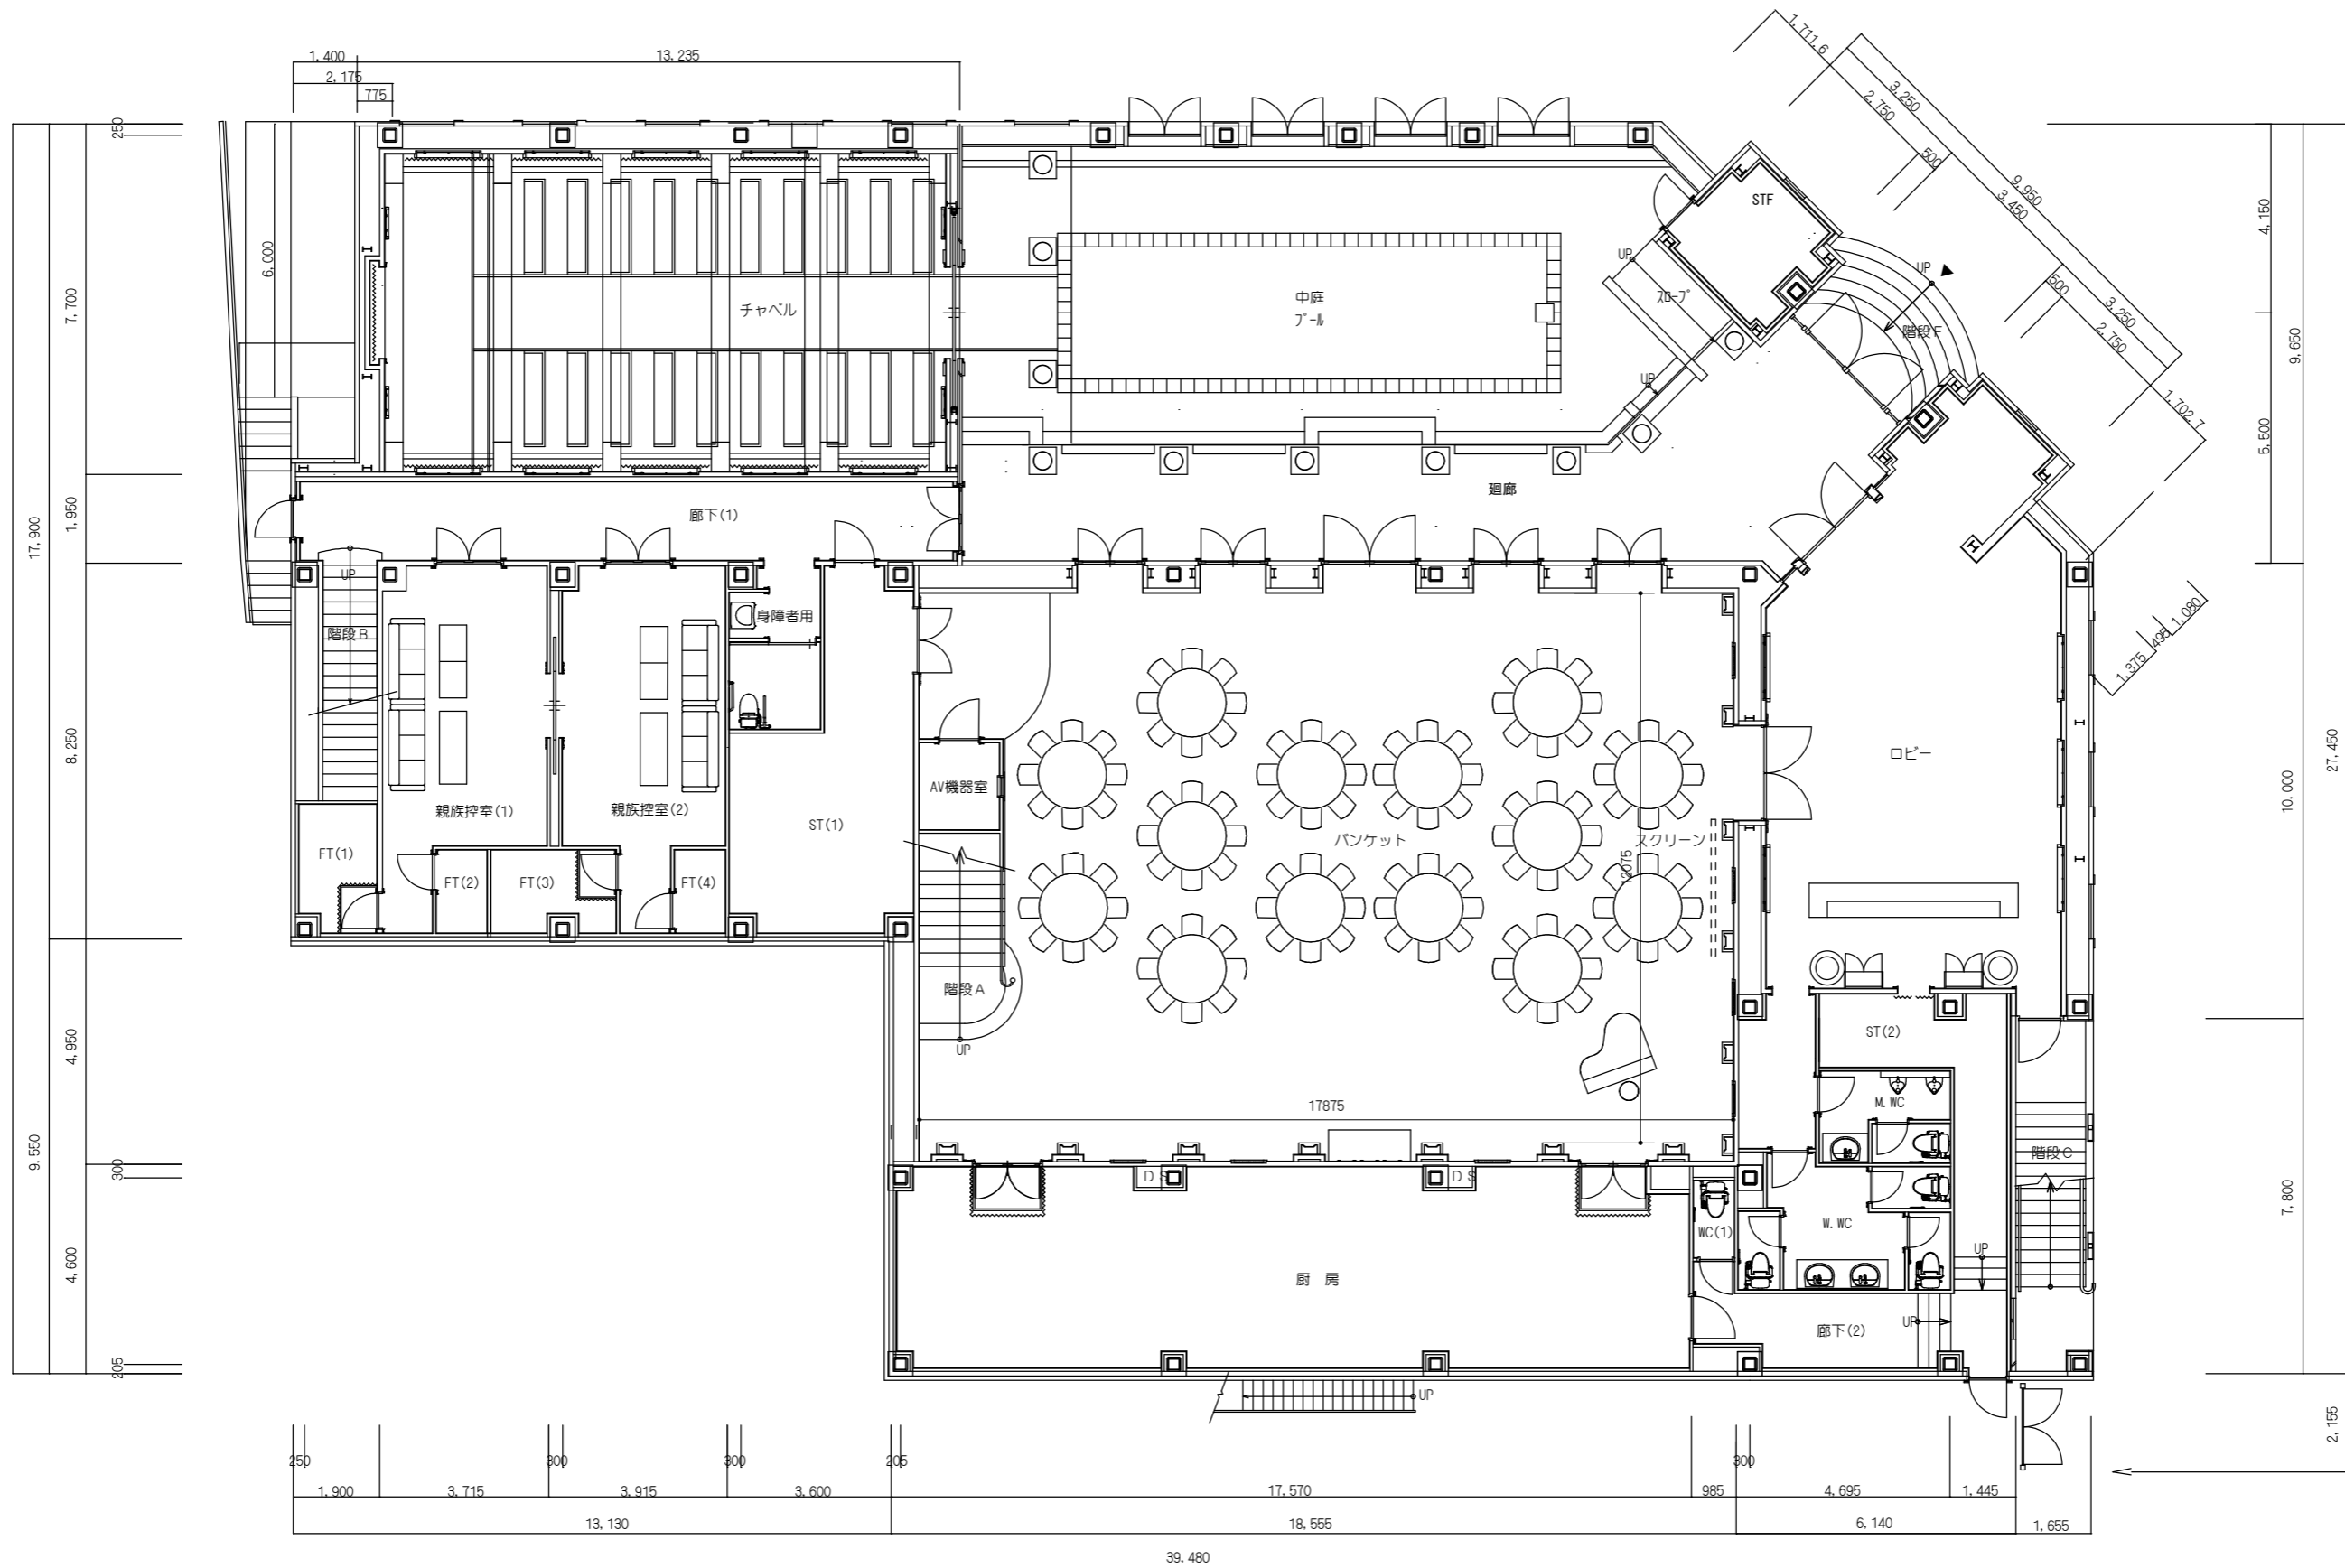 1,400
13,235
2,175
775
1,711.6
3,250
2,750
500
9,950
3,450
500
3,250
2,750
1,702.7
250
17,900
7,700
1,950
8,250
9,550
4,950
300
4,600
205
6,000
4,150
9,650
5,500
27,450
10,000
7,800
2,155
1,080
495
1,375
STF
UP
UP
スロープ
階段F
UP
チャペル
中庭
プール
廻廊
廊下(1)
UP
階段B
身障者用
親族控室(1)
親族控室(2)
ST(1)
AV機器室
FT(1)
FT(2)
FT(3)
FT(4)
階段A
UP
バンケット
スクリーン
12075
17875
ロビー
ST(2)
M.WC
階段C
W.WC
WC(1)
UP
DS
DS
厨 房
廊下(2)
UP
UP
250
300
300
205
300
1,900
3,715
3,915
3,600
17,570
985
4,695
1,445
13,130
18,555
6,140
1,655
39,480